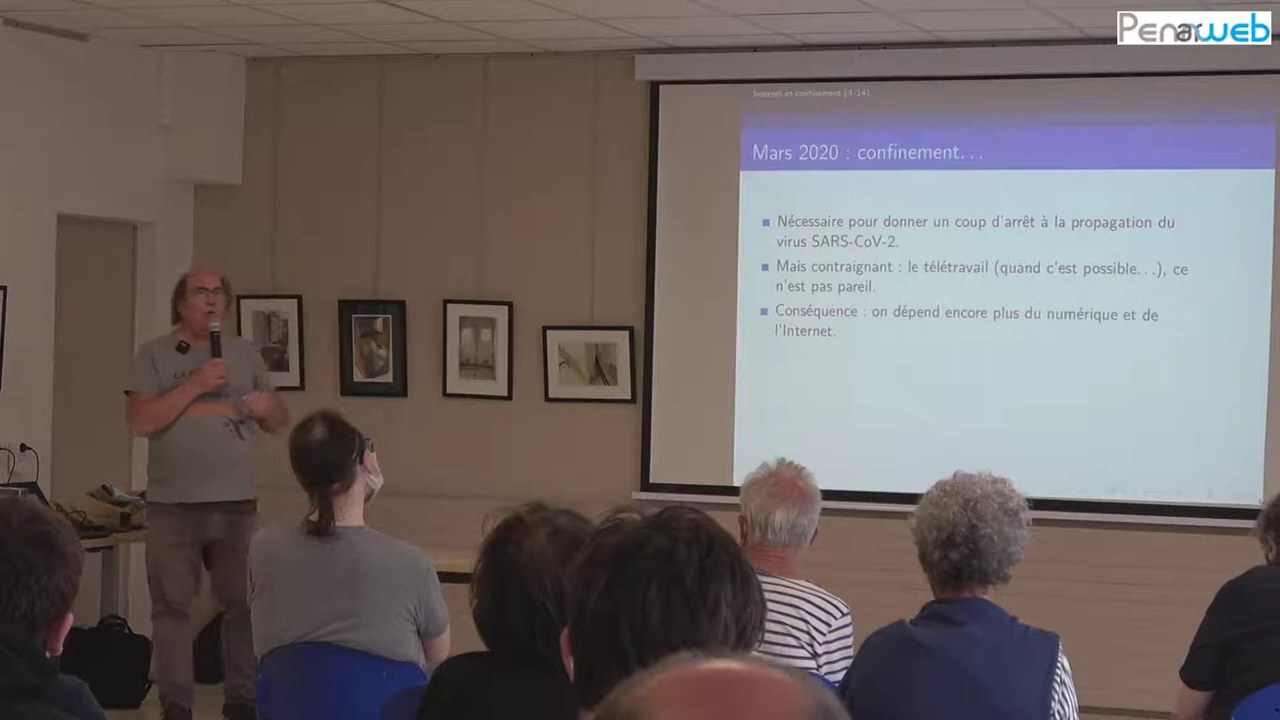 Penarweb
Internet et confinement (3/14)
Mars 2020 : confinement...
Nécessaire pour donner un coup d'arrêt à la propagation du
virus SARS-CoV-2.
Mais contraignant : le télétravail (quand c'est possible...), ce
n'est pas pareil.
Conséquence : on dépend encore plus du numérique et de
l'Internet.